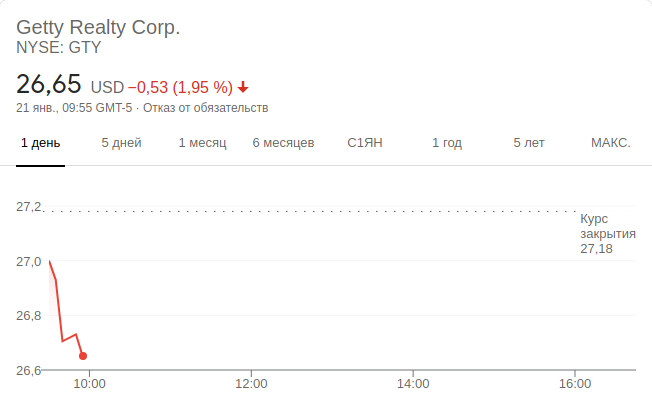 Getty Realty Corp.
NYSE: GTY
26,65 USD −0,53 (1,95 %)
21 янв., 09:55 GMT-5 · Отказ от обязательств
1 день 5 дней 1 месяц 6 месяцев С1ЯН 1 год 5 лет МАКС.
27,2
Курс
закрытия
27,18
27,0
26,8
26,6
10:00 12:00 14:00 16:00